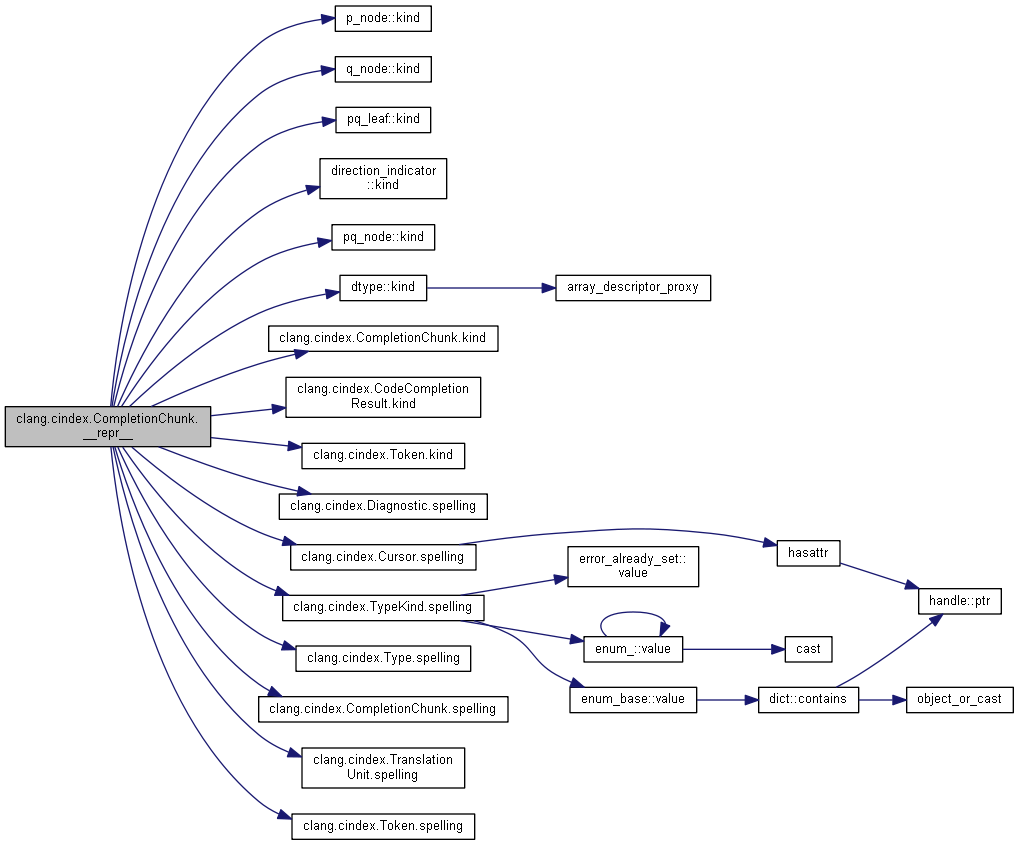 p_node::kind
q_node::kind
pq_leaf::kind
direction_indicator
::kind
pq_node::kind
dtype::kind
array_descriptor_proxy
clang.cindex.CompletionChunk.kind
clang.cindex.CodeCompletion
Result.kind
clang.cindex.CompletionChunk.
__repr__
clang.cindex.Token.kind
clang.cindex.Diagnostic.spelling
clang.cindex.Cursor.spelling
hasattr
error_already_set::
value
handle::ptr
clang.cindex.TypeKind.spelling
enum_::value
cast
clang.cindex.Type.spelling
enum_base::value
dict::contains
object_or_cast
clang.cindex.CompletionChunk.spelling
clang.cindex.Translation
Unit.spelling
clang.cindex.Token.spelling